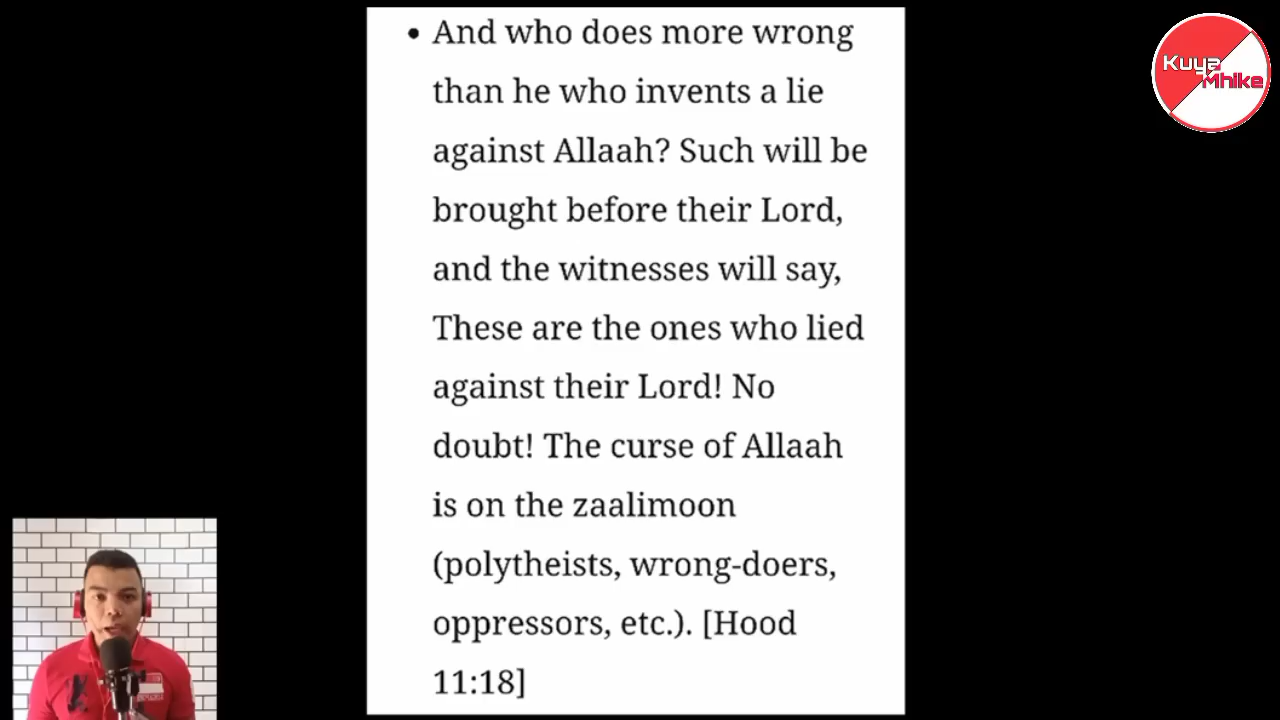 • And who does more wrong
than he who invents a lie
against Allaah? Such will be
brought before their Lord,
and the witnesses will say,
These are the ones who lied
against their Lord! No
doubt! The curse of Allaah
is on the zaalimoon
(polytheists, wrong-doers,
oppressors, etc.). [Hood
11:18]
Kuya
Mhike